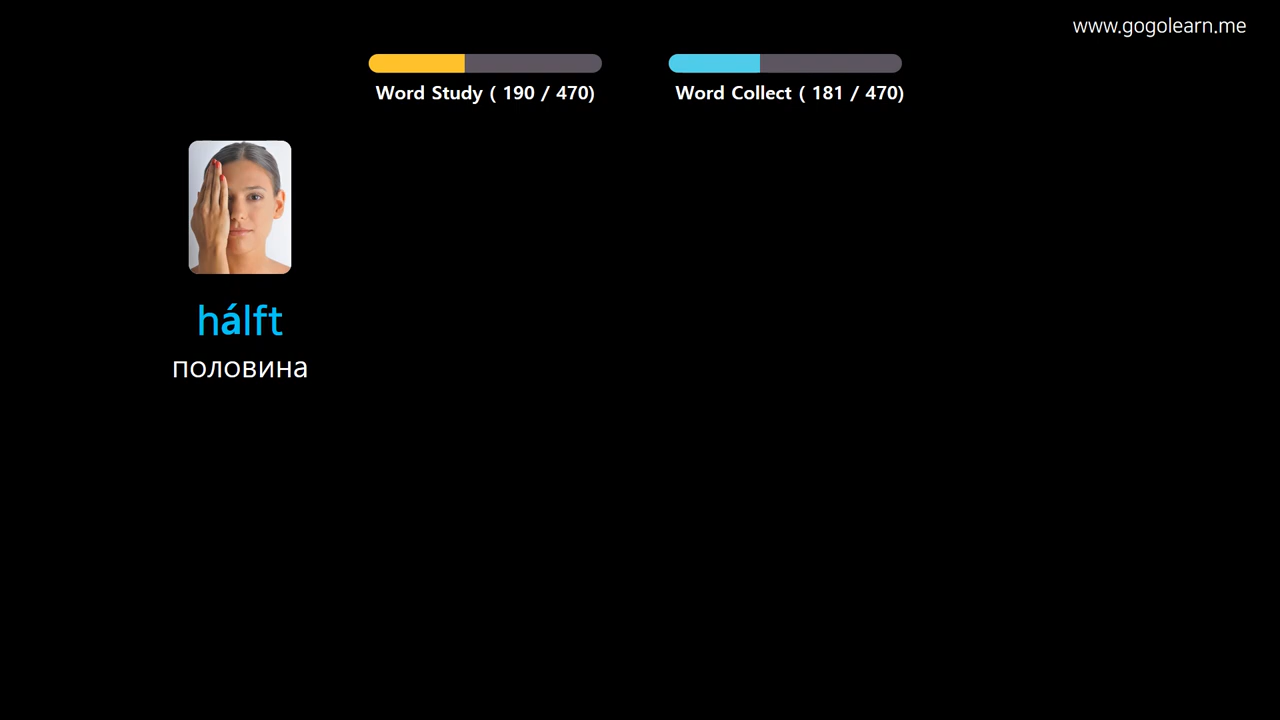 www.gogolearn.me
Word Study ( 190 / 470)
Word Collect ( 181 / 470)
hálft
половина